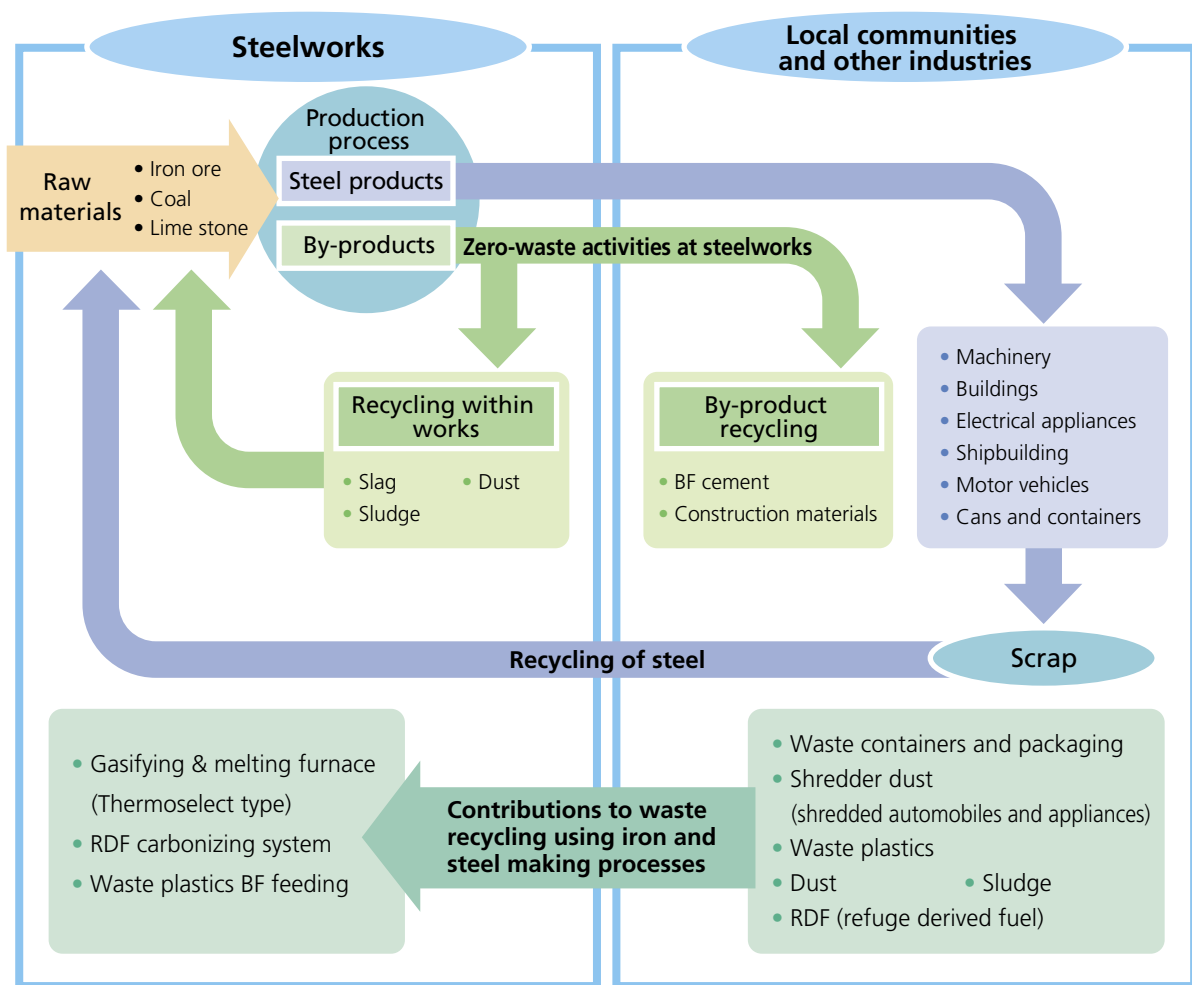 Steelworks
Local communities
and other industries
Production
process
Raw
materials
• Iron ore
• Coal
• Lime stone
Steel products
By-products
Zero-waste activities at steelworks
Recycling within
works
• Slag
• Dust
• Sludge
By-product
recycling
• BF cement
• Construction materials
• Machinery
• Buildings
• Electrical appliances
• Shipbuilding
• Motor vehicles
• Cans and containers
Recycling of steel
Scrap
• Gasifying & melting furnace
(Thermoselect type)
• RDF carbonizing system
• Waste plastics BF feeding
Contributions to waste
recycling using iron and
steel making processes
• Waste containers and packaging
• Shredder dust
(shredded automobiles and appliances)
• Waste plastics
• Dust
• Sludge
• RDF (refuge derived fuel)